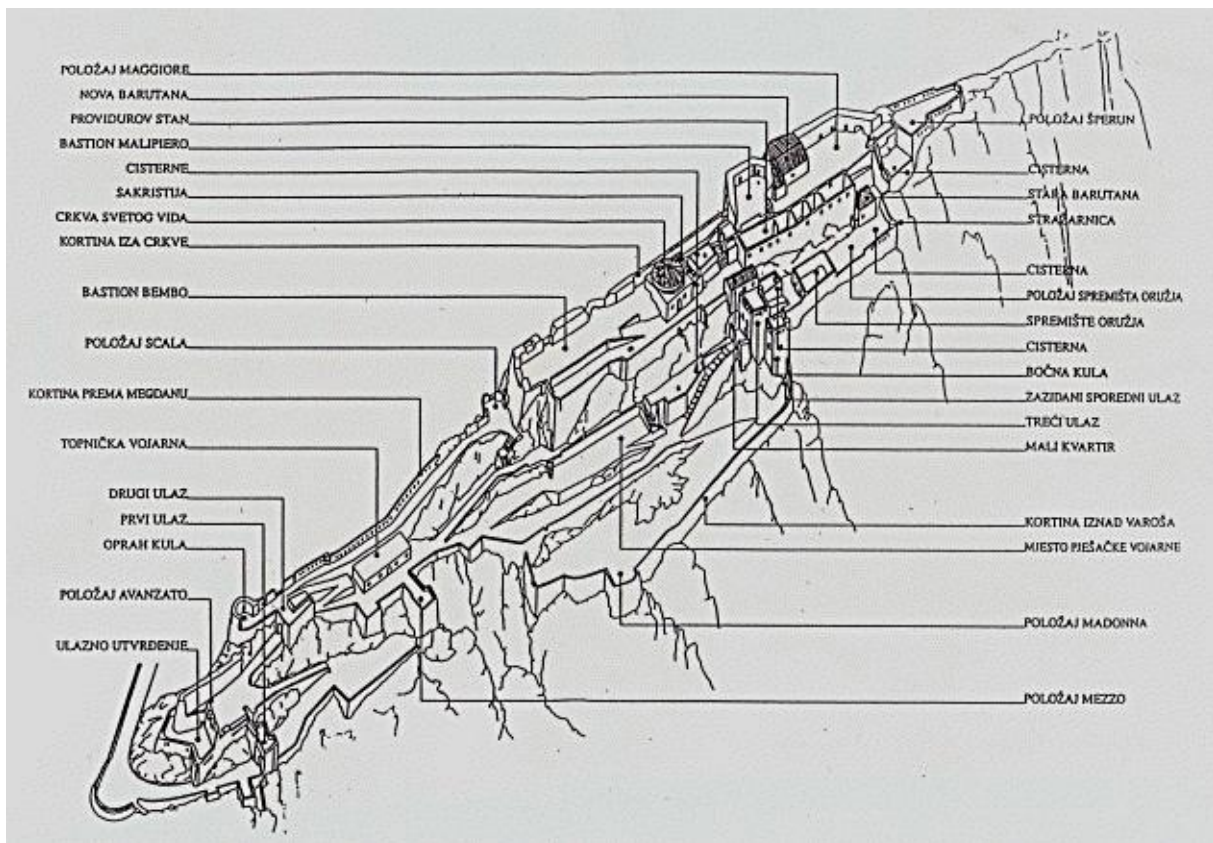 POLOŽAJ MAGGIORE
NOVA BARUTANA
PROVIDUROV STAN
BASTION MALIPIERO
CISTERNE
SAKRISTIJA
CRKVA SVETOG VIDA
KORTINA IZA CRKVE
BASTION BEMBO
POLOŽAJ SCALA
KORTINA PREMA MEGDANU
TOPNIČKA VOJARNA
DRUGI ULAZ
PRVI ULAZ
OPRAH KULA
POLOŽAJ AVANZATO
ULAZNO UTVRĐENJE
POLOŽAJ ŠPERUN
CISTERNA
STARA BARUTANA
STRAŽARNICA
CISTERNA
POLOŽAJ SPREMIŠTA ORUŽJA
SPREMIŠTE ORUŽJA
CISTERNA
BOČNA KULA
ZAZIDANI SPOREDNI ULAZ
TREĆI ULAZ
MALI KVARTIR
KORTINA IZNAD VAROŠA
MJESTO PJEŠAČKE VOJARNE
POLOŽAJ MADONNA
POLOŽAJ MEZZO